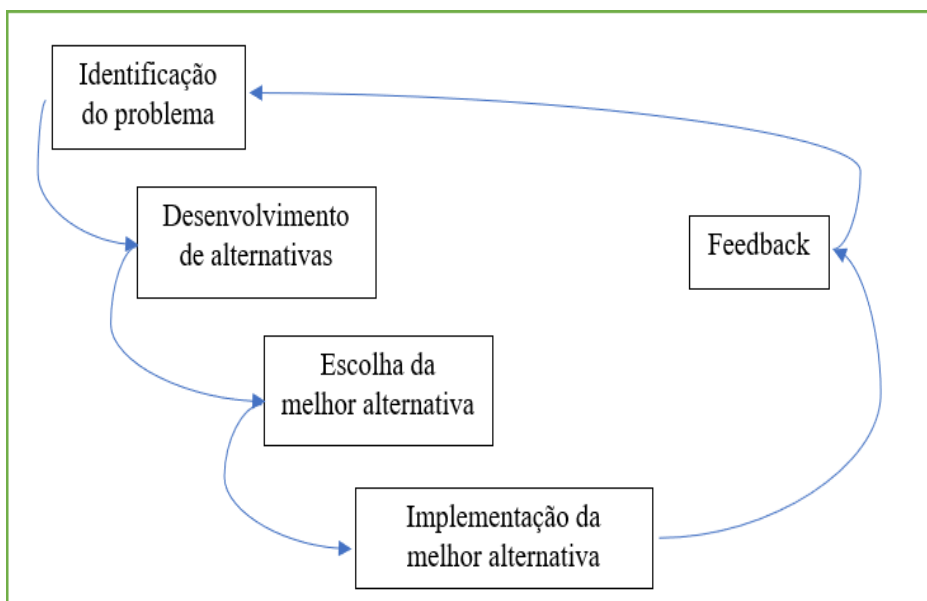 Identificação
do problema
Desenvolvimento
de alternativas
Feedback
Escolha da
melhor alternativa
Implementação da
melhor alternativa